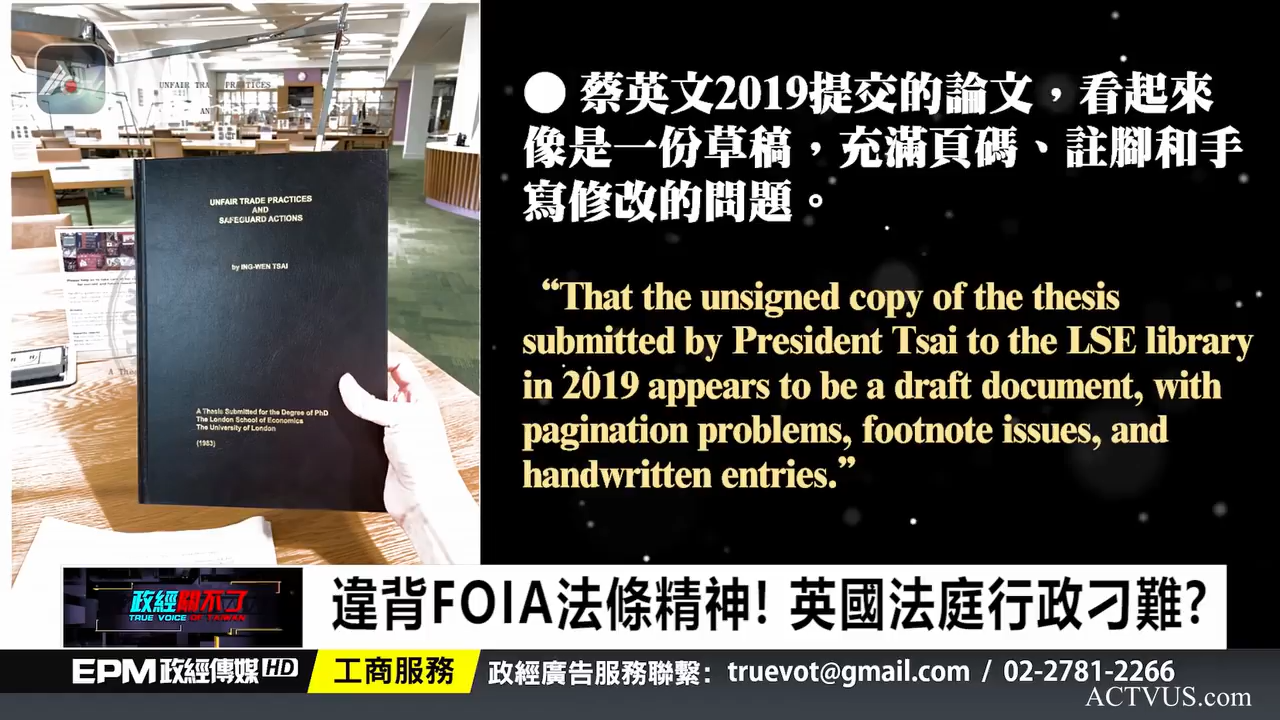 UNFAIR TRA PRACTICES
AN
UNFAIR TRADE PRACTICES
AND
SAFEGUARD ACTIONS
by ING-WEN TSAI
A Thesis Submitted for the Degree of PhD
The London School of Economics
The University of London
(1983)
A Thes
● 蔡英文2019提交的論文，看起來
像是一份草稿，充滿頁碼、註腳和手
寫修改的問題。
“That the unsigned copy of the thesis
submitted by President Tsai to the LSE library
in 2019 appears to be a draft document, with
pagination problems, footnote issues, and
handwritten entries.”
政經關不了
TRUE VOICE OF TAIWAN
違背FOIA法條精神! 英國法庭行政刁難?
EPM政經傳媒HD
工商服務
政經廣告服務聯繫：truevot@gmail.com / 02-2781-2266
ACTVUS.com